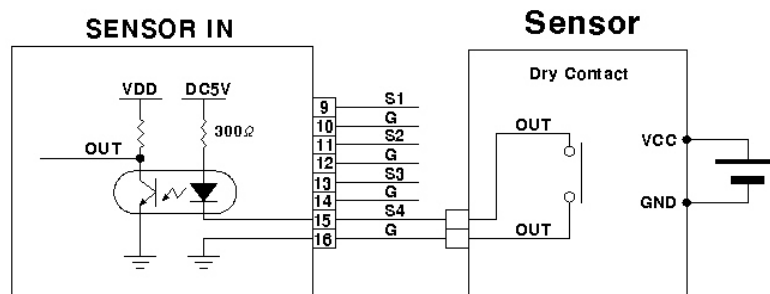 SENSOR IN
Sensor
VDD DC5V
300Ω
OUT
9 S1
10 G
11 S2
12 G
13 S3
14 G
15 S4
16 G
Dry Contact
OUT
OUT
VCC
GND